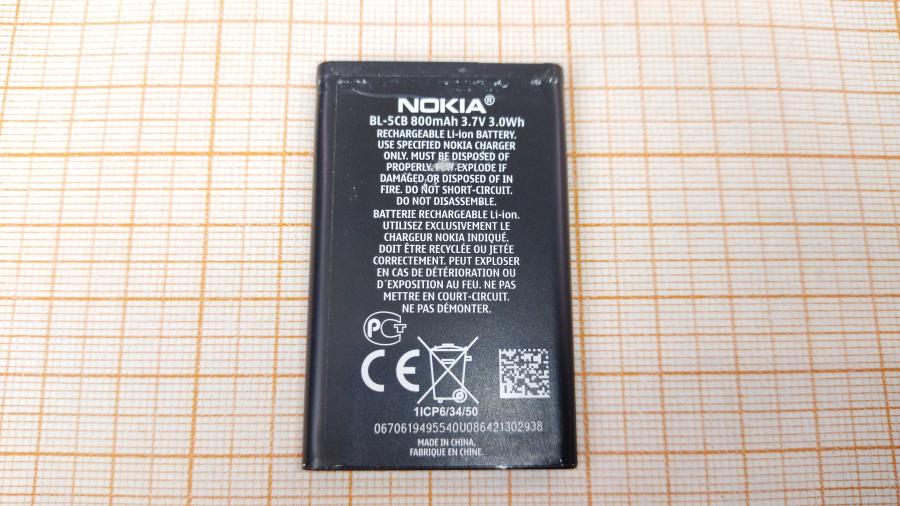 NOKIA®
BL-5CB 800mAh 3.7V 3.0Wh
RECHARGEABLE Li-ion BATTERY.
USE SPECIFIED NOKIA CHARGER
ONLY. MUST BE DISPOSED OF
PROPERLY. MAY EXPLODE IF
DAMAGED OR DISPOSED OF IN
FIRE. DO NOT SHORT-CIRCUIT.
DO NOT DISASSEMBLE.
BATTERIE RECHARGEABLE Li-ion.
UTILISEZ EXCLUSIVEMENT LE
CHARGEUR NOKIA INDIQUÉ.
DOIT ÊTRE RECYCLÉE OU JETÉE
CORRECTEMENT. PEUT EXPLOSER
EN CAS DE DÉTÉRIORATION OU
D'EXPOSITION AU FEU. NE PAS
METTRE EN COURT-CIRCUIT.
NE PAS DÉMONTER.
РСТ
CE
1ICP6/34/50
0670619495540U086421302938
MADE IN CHINA.
FABRIQUE EN CHINE.